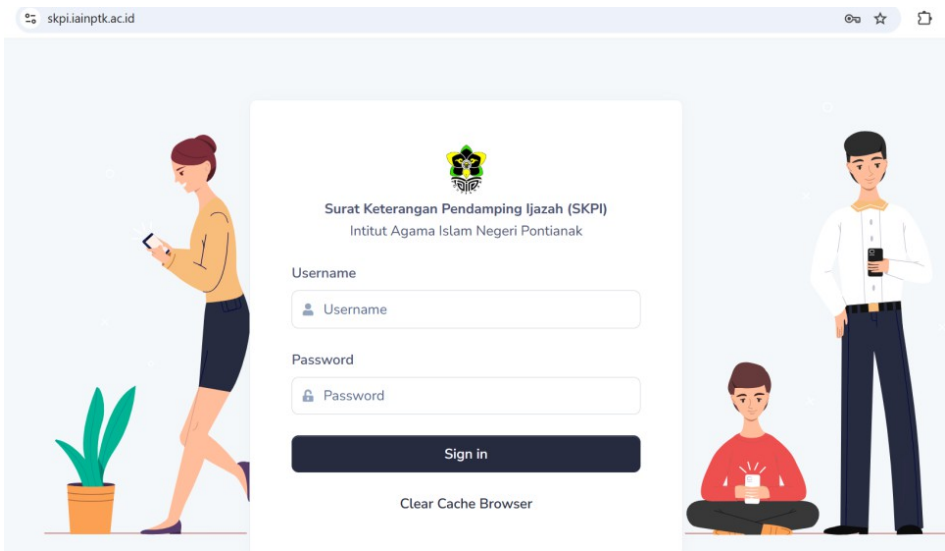 skpi.iainptk.ac.id
Surat Keterangan Pendamping Ijazah (SKPI)
Intitut Agama Islam Negeri Pontianak
Username
Username
Password
Password
Sign in
Clear Cache Browser